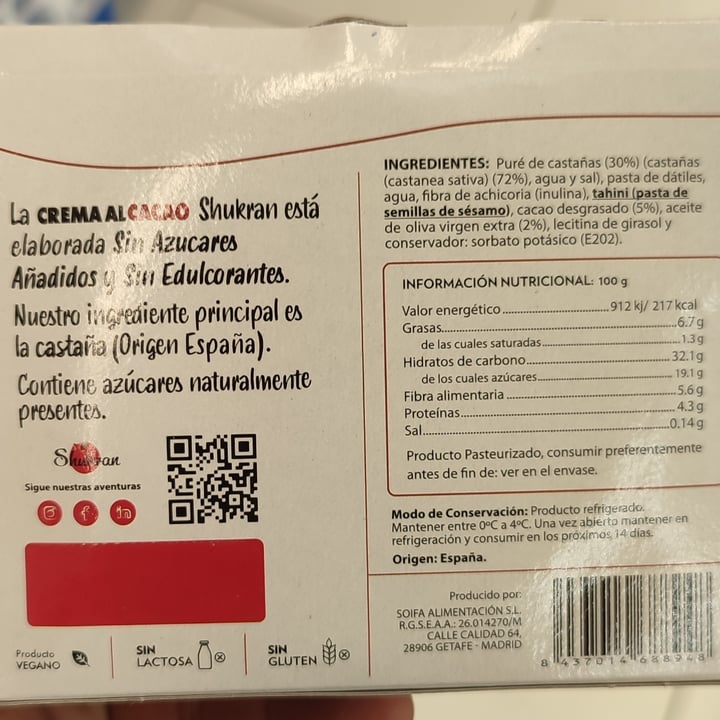 La CREMA AL CACAO Shukran está
elaborada Sin Azucares
Añadidos y Sin Edulcorantes.
Nuestro ingrediente principal es
la castaña (Origen España).
Contiene azúcares naturalmente
presentes.
Shukran
Sigue nuestras aventuras
Producto
VEGANO
SIN
LACTOSA
SIN
GLUTEN
INGREDIENTES: Puré de castañas (30%) (castañas
(castanea sativa) (72%), agua y sal), pasta de dátiles,
agua, fibra de achicoria (inulina), tahini (pasta de
semillas de sésamo), cacao desgrasado (5%), aceite
de oliva virgen extra (2%), lecitina de girasol y
conservador: sorbato potásico (E202).
INFORMACIÓN NUTRICIONAL: 100 g
Valor energético...912 kj/ 217 kcal
Grasas...6.7 g
de las cuales saturadas...1.3 g
Hidratos de carbono...32.1g
de los cuales azúcares...19.1 g
Fibra alimentaria...5.6 g
Proteínas...4.3 g
Sal...0.14 g
Producto Pasteurizado, consumir preferentemente
antes de fin de: ver en el envase.
Modo de Conservación: Producto refrigerado.
Mantener entre 0ºC a 4ºC. Una vez abierto mantener en
refrigeración y consumir en los próximos 14 días.
Origen: España.
Producido por:
SOIFA ALIMENTACIÓN S.L.
R.G.S.E.A.A.: 26.014270/M
CALLE CALIDAD 64,
28906 GETAFE - MADRID
8 437014 688948